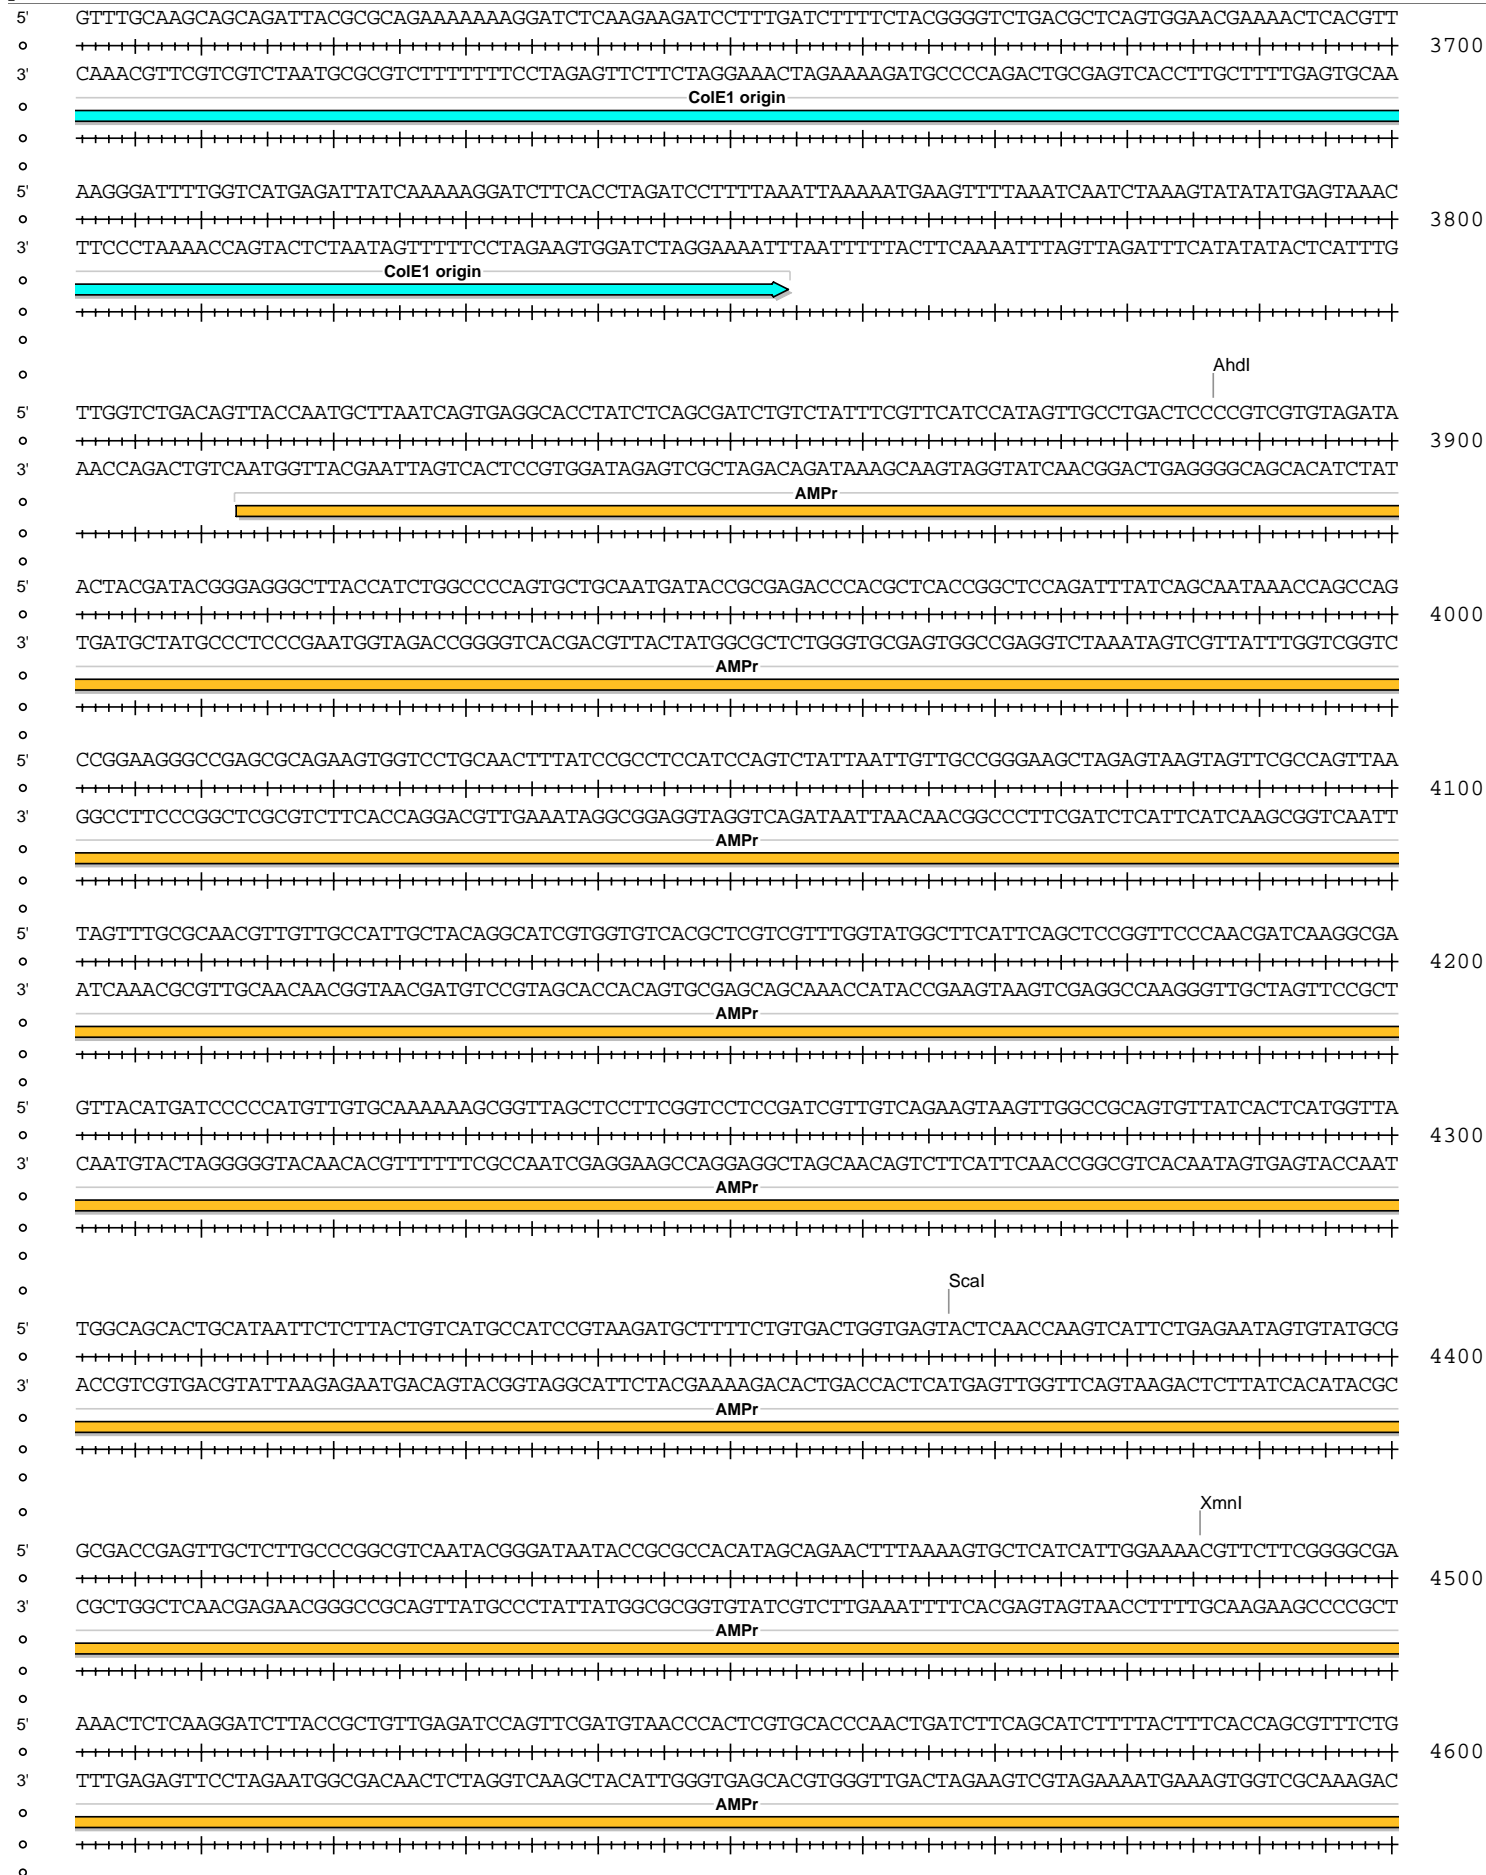 5' GTTTGCAAGCAGCAGATTACGCGCAGAAAAAAAGGATCTCAAGAAGATCCTTTGATCTTTTCTACGGGGTCTGACGCTCAGTGGAACGAAAACTCACGTT
3700
3' CAAACGTTCGTCGTCTAATGCGCGTCTTTTTTTCCTAGAGTTCTTCTAGGAAACTAGAAAAGATGCCCCAGACTGCGAGTCACCTTGCTTTTGAGTGCAA
ColE1 origin
5' AAGGGATTTTGGTCATGAGATTATCAAAAAGGATCTTCACCTAGATCCTTTTAAATTAAAAATGAAGTTTTAAATCAATCTAAAGTATATATGAGTAAAC
3800
3' TTCCCTAAAACCAGTACTCTAATAGTTTTTCCTAGAAGTGGATCTAGGAAAATTTAATTTTTACTTCAAAATTTAGTTAGATTTCATATATACTCATTTG
ColE1 origin
AhdI
5' TTGGTCTGACAGTTACCAATGCTTAATCAGTGAGGCACCTATCTCAGCGATCTGTCTATTTCGTTCATCCATAGTTGCCTGACTCCCCGTCGTGTAGATA
3900
3' AACCAGACTGTCAATGGTTACGAATTAGTCACTCCGTGGATAGAGTCGCTAGACAGATAAAGCAAGTAGGTATCAACGGACTGAGGGGCAGCACATCTAT
AMPr
5' ACTACGATACGGGAGGGCTTACCATCTGGCCCCAGTGCTGCAATGATACCGCGAGACCCACGCTCACCGGCTCCAGATTTATCAGCAATAAACCAGCCAG
4000
3' TGATGCTATGCCCTCCCGAATGGTAGACCGGGGTCACGACGTTACTATGGCGCTCTGGGTGCGAGTGGCCGAGGTCTAAATAGTCGTTATTTGGTCGGTC
AMPr
5' CCGGAAGGGCCGAGCGCAGAAGTGGTCCTGCAACTTTATCCGCCTCCATCCAGTCTATTAATTGTTGCCGGGAAGCTAGAGTAAGTAGTTCGCCAGTTAA
4100
3' GGCCTTCCCGGCTCGCGTCTTCACCAGGACGTTGAAATAGGCGGAGGTAGGTCAGATAATTAACAACGGCCCTTCGATCTCATTCATCAAGCGGTCAATT
AMPr
5' TAGTTTGCGCAACGTTGTTGCCATTGCTACAGGCATCGTGGTGTCACGCTCGTCGTTTGGTATGGCTTCATTCAGCTCCGGTTCCCAACGATCAAGGCGA
4200
3' ATCAAACGCGTTGCAACAACGGTAACGATGTCCGTAGCACCACAGTGCGAGCAGCAAACCATACCGAAGTAAGTCGAGGCCAAGGGTTGCTAGTTCCGCT
AMPr
5' GTTACATGATCCCCCATGTTGTGCAAAAAAGCGGTTAGCTCCTTCGGTCCTCCGATCGTTGTCAGAAGTAAGTTGGCCGCAGTGTTATCACTCATGGTTA
4300
3' CAATGTACTAGGGGGTACAACACGTTTTTTCGCCAATCGAGGAAGCCAGGAGGCTAGCAACAGTCTTCATTCAACCGGCGTCACAATAGTGAGTACCAAT
AMPr
ScaI
5' TGGCAGCACTGCATAATTCTCTTACTGTCATGCCATCCGTAAGATGCTTTTCTGTGACTGGTGAGTACTCAACCAAGTCATTCTGAGAATAGTGTATGCG
4400
3' ACCGTCGTGACGTATTAAGAGAATGACAGTACGGTAGGCATTCTACGAAAAGACACTGACCACTCATGAGTTGGTTCAGTAAGACTCTTATCACATACGC
AMPr
XmnI
5' GCGACCGAGTTGCTCTTGCCCGGCGTCAATACGGGATAATACCGCGCCACATAGCAGAACTTTAAAAGTGCTCATCATTGGAAAACGTTCTTCGGGGCGA
4500
3' CGCTGGCTCAACGAGAACGGGCCGCAGTTATGCCCTATTATGGCGCGGTGTATCGTCTTGAAATTTTCACGAGTAGTAACCTTTTGCAAGAAGCCCCGCT
AMPr
5' AAACTCTCAAGGATCTTACCGCTGTTGAGATCCAGTTCGATGTAACCCACTCGTGCACCCAACTGATCTTCAGCATCTTTTACTTTCACCAGCGTTTCTG
4600
3' TTTGAGAGTTCCTAGAATGGCGACAACTCTAGGTCAAGCTACATTGGGTGAGCACGTGGGTTGACTAGAAGTCGTAGAAAATGAAAGTGGTCGCAAAGAC
AMPr